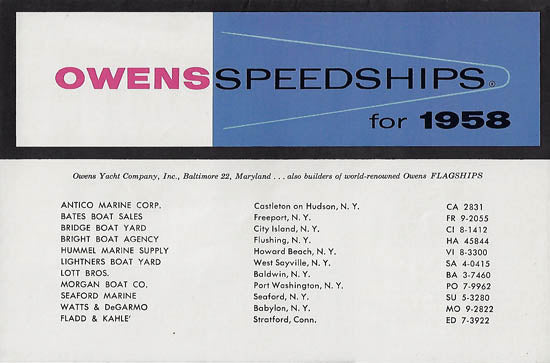 OWENS SPEEDSHIPS®
for 1958
Owens Yacht Company, Inc., Baltimore 22, Maryland . . . also builders of world-renowned Owens FLAGSHIPS
ANTICO MARINE CORP. Castleton on Hudson, N. Y. CA 2831
BATES BOAT SALES Freeport, N. Y. FR 9-2055
BRIDGE BOAT YARD City Island, N. Y. CI 8-1412
BRIGHT BOAT AGENCY Flushing, N. Y. HA 45844
HUMMEL MARINE SUPPLY Howard Beach, N. Y. VI 8-3300
LIGHTNERS BOAT YARD West Sayville, N. Y. SA 4-0415
LOTT BROS. Baldwin, N. Y. BA 3-7460
MORGAN BOAT CO. Port Washington, N. Y. PO 7-9962
SEAFORD MARINE Seaford, N. Y. SU 5-3280
WATTS & DeGARMO Babylon, N. Y. MO 9-2822
FLADD & KAHLE' Stratford, Conn. ED 7-3922